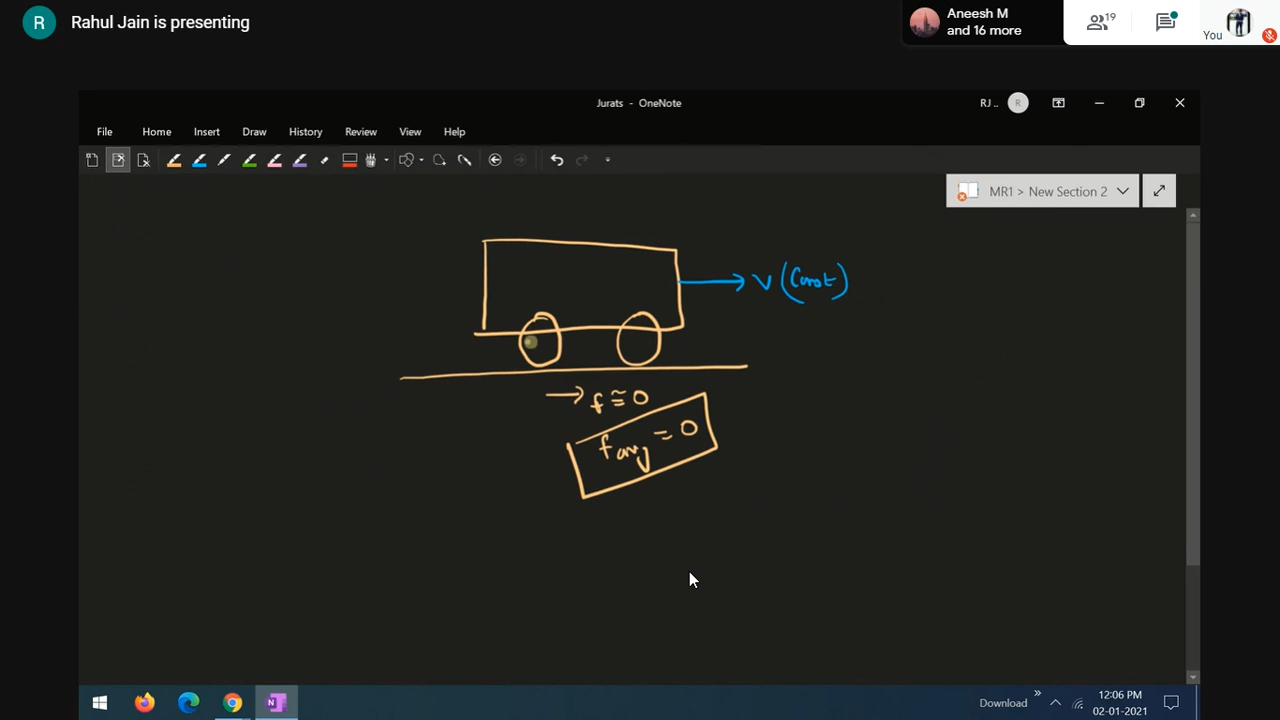 R Rahul Jain is presenting
Aneesh M
and 16 more
19
You
Jurats - OneNote
RJ ..
R
File Home Insert Draw History Review View Help
MR1 > New Section 2
V (Const)
f ≅ 0
favg = 0
N
Download
12:06 PM
02-01-2021